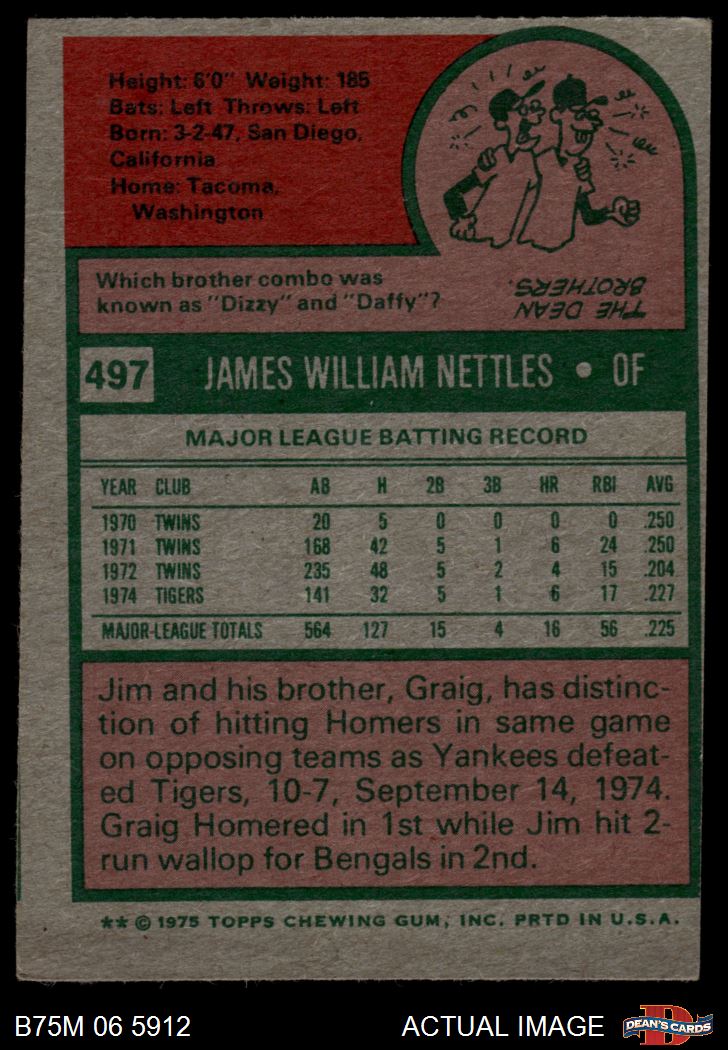 Height: 6'0" Weight: 185
Bats: Left Throws: Left
Born: 3-2-47, San Diego,
California
Home: Tacoma,
Washington
Which brother combo was
known as "Dizzy" and "Daffy"?
THE DEAN
BROTHERS.
497 JAMES WILLIAM NETTLES • OF
MAJOR LEAGUE BATTING RECORD
YEAR CLUB AB H 2B 3B HR RBI AVG
1970 TWINS 20 5 0 0 0 0 .250
1971 TWINS 168 42 5 1 6 24 .250
1972 TWINS 235 48 5 2 4 15 .204
1974 TIGERS 141 32 5 1 6 17 .227
MAJOR-LEAGUE TOTALS 564 127 15 4 16 56 .225
Jim and his brother, Graig, has distinc-
tion of hitting Homers in same game
on opposing teams as Yankees defeat-
ed Tigers, 10-7, September 14, 1974.
Graig Homered in 1st while Jim hit 2-
run wallop for Bengals in 2nd.
** © 1975 TOPPS CHEWING GUM, INC. PRTD IN U.S.A.
B75M 06 5912 ACTUAL IMAGE
D
DEAN'S CARDS